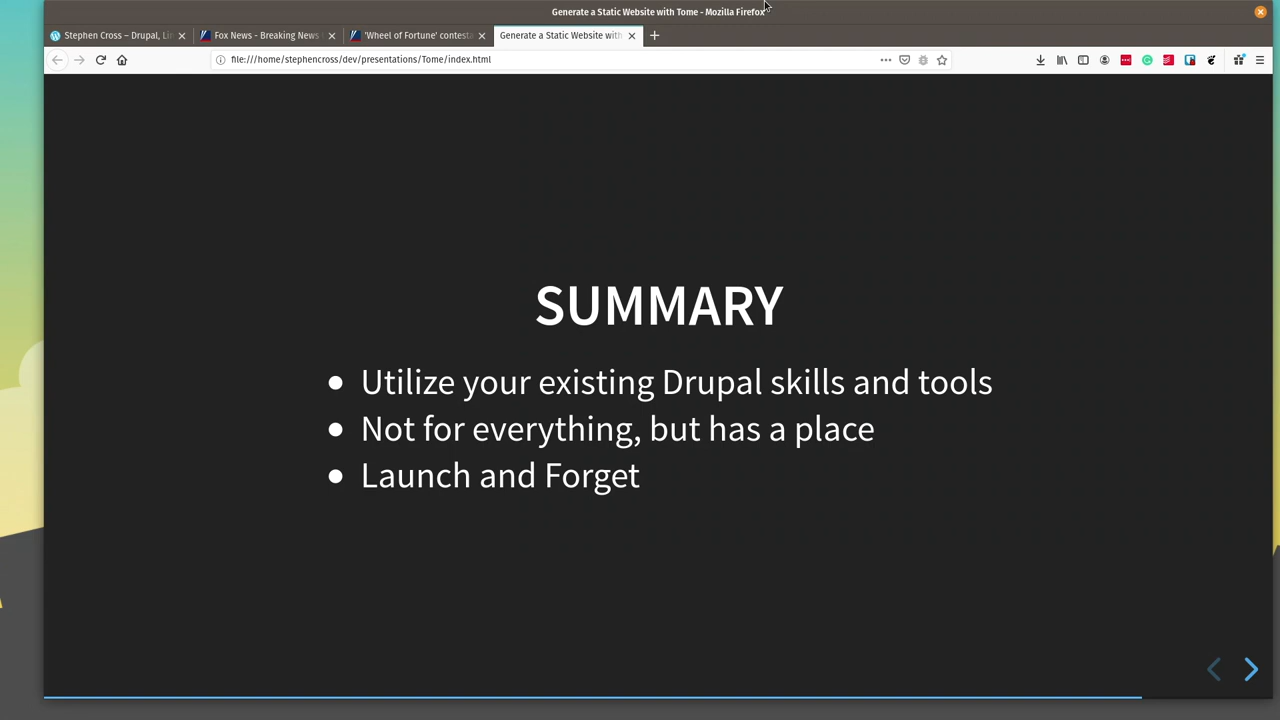 Generate a Static Website with Tome - Mozilla Firefox
Stephen Cross – Drupal, Lin
Fox News - Breaking News
'Wheel of Fortune' contesta
Generate a Static Website with
file:///home/stephencross/dev/presentations/Tome/index.html
SUMMARY
• Utilize your existing Drupal skills and tools
• Not for everything, but has a place
• Launch and Forget